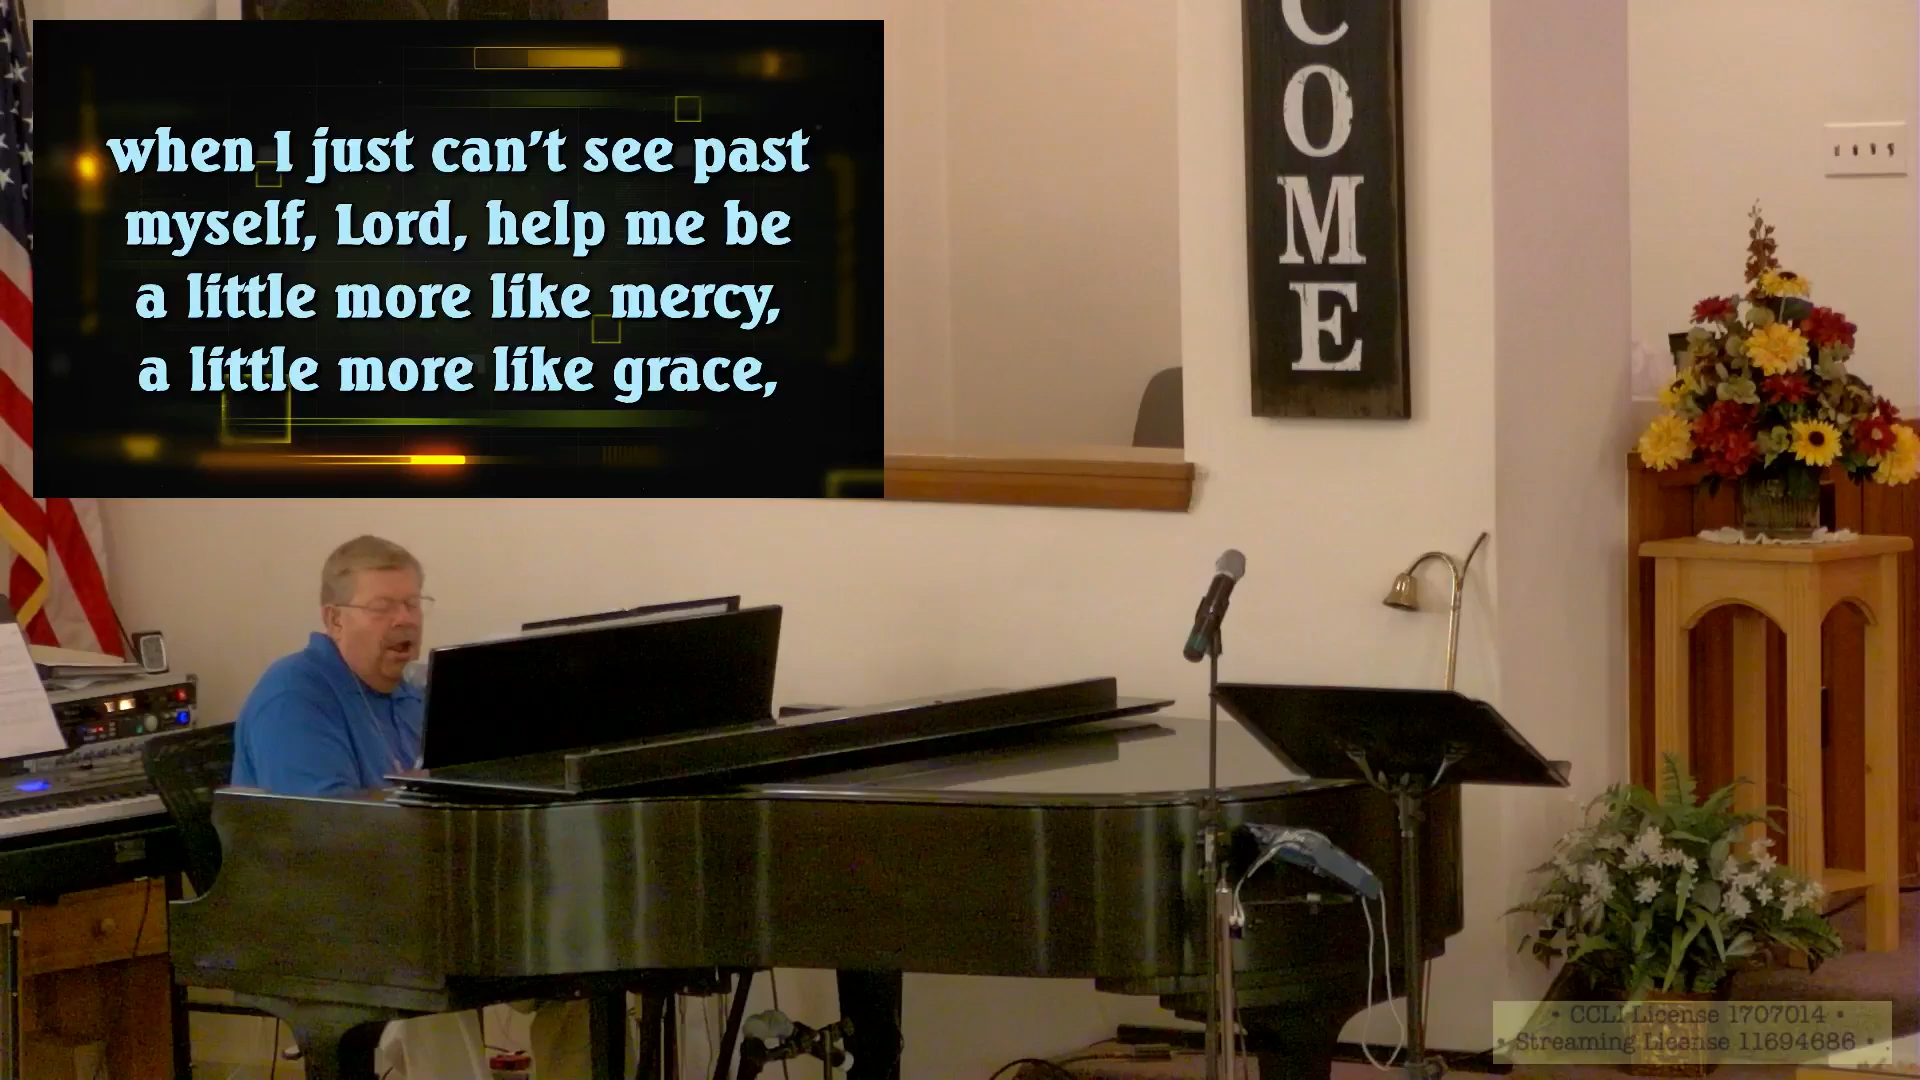 when I just can't see past
myself, Lord, help me be
a little more like mercy,
a little more like grace,
C
O
M
E
• CCLI License 1707014 •
• Streaming License 11694686 •